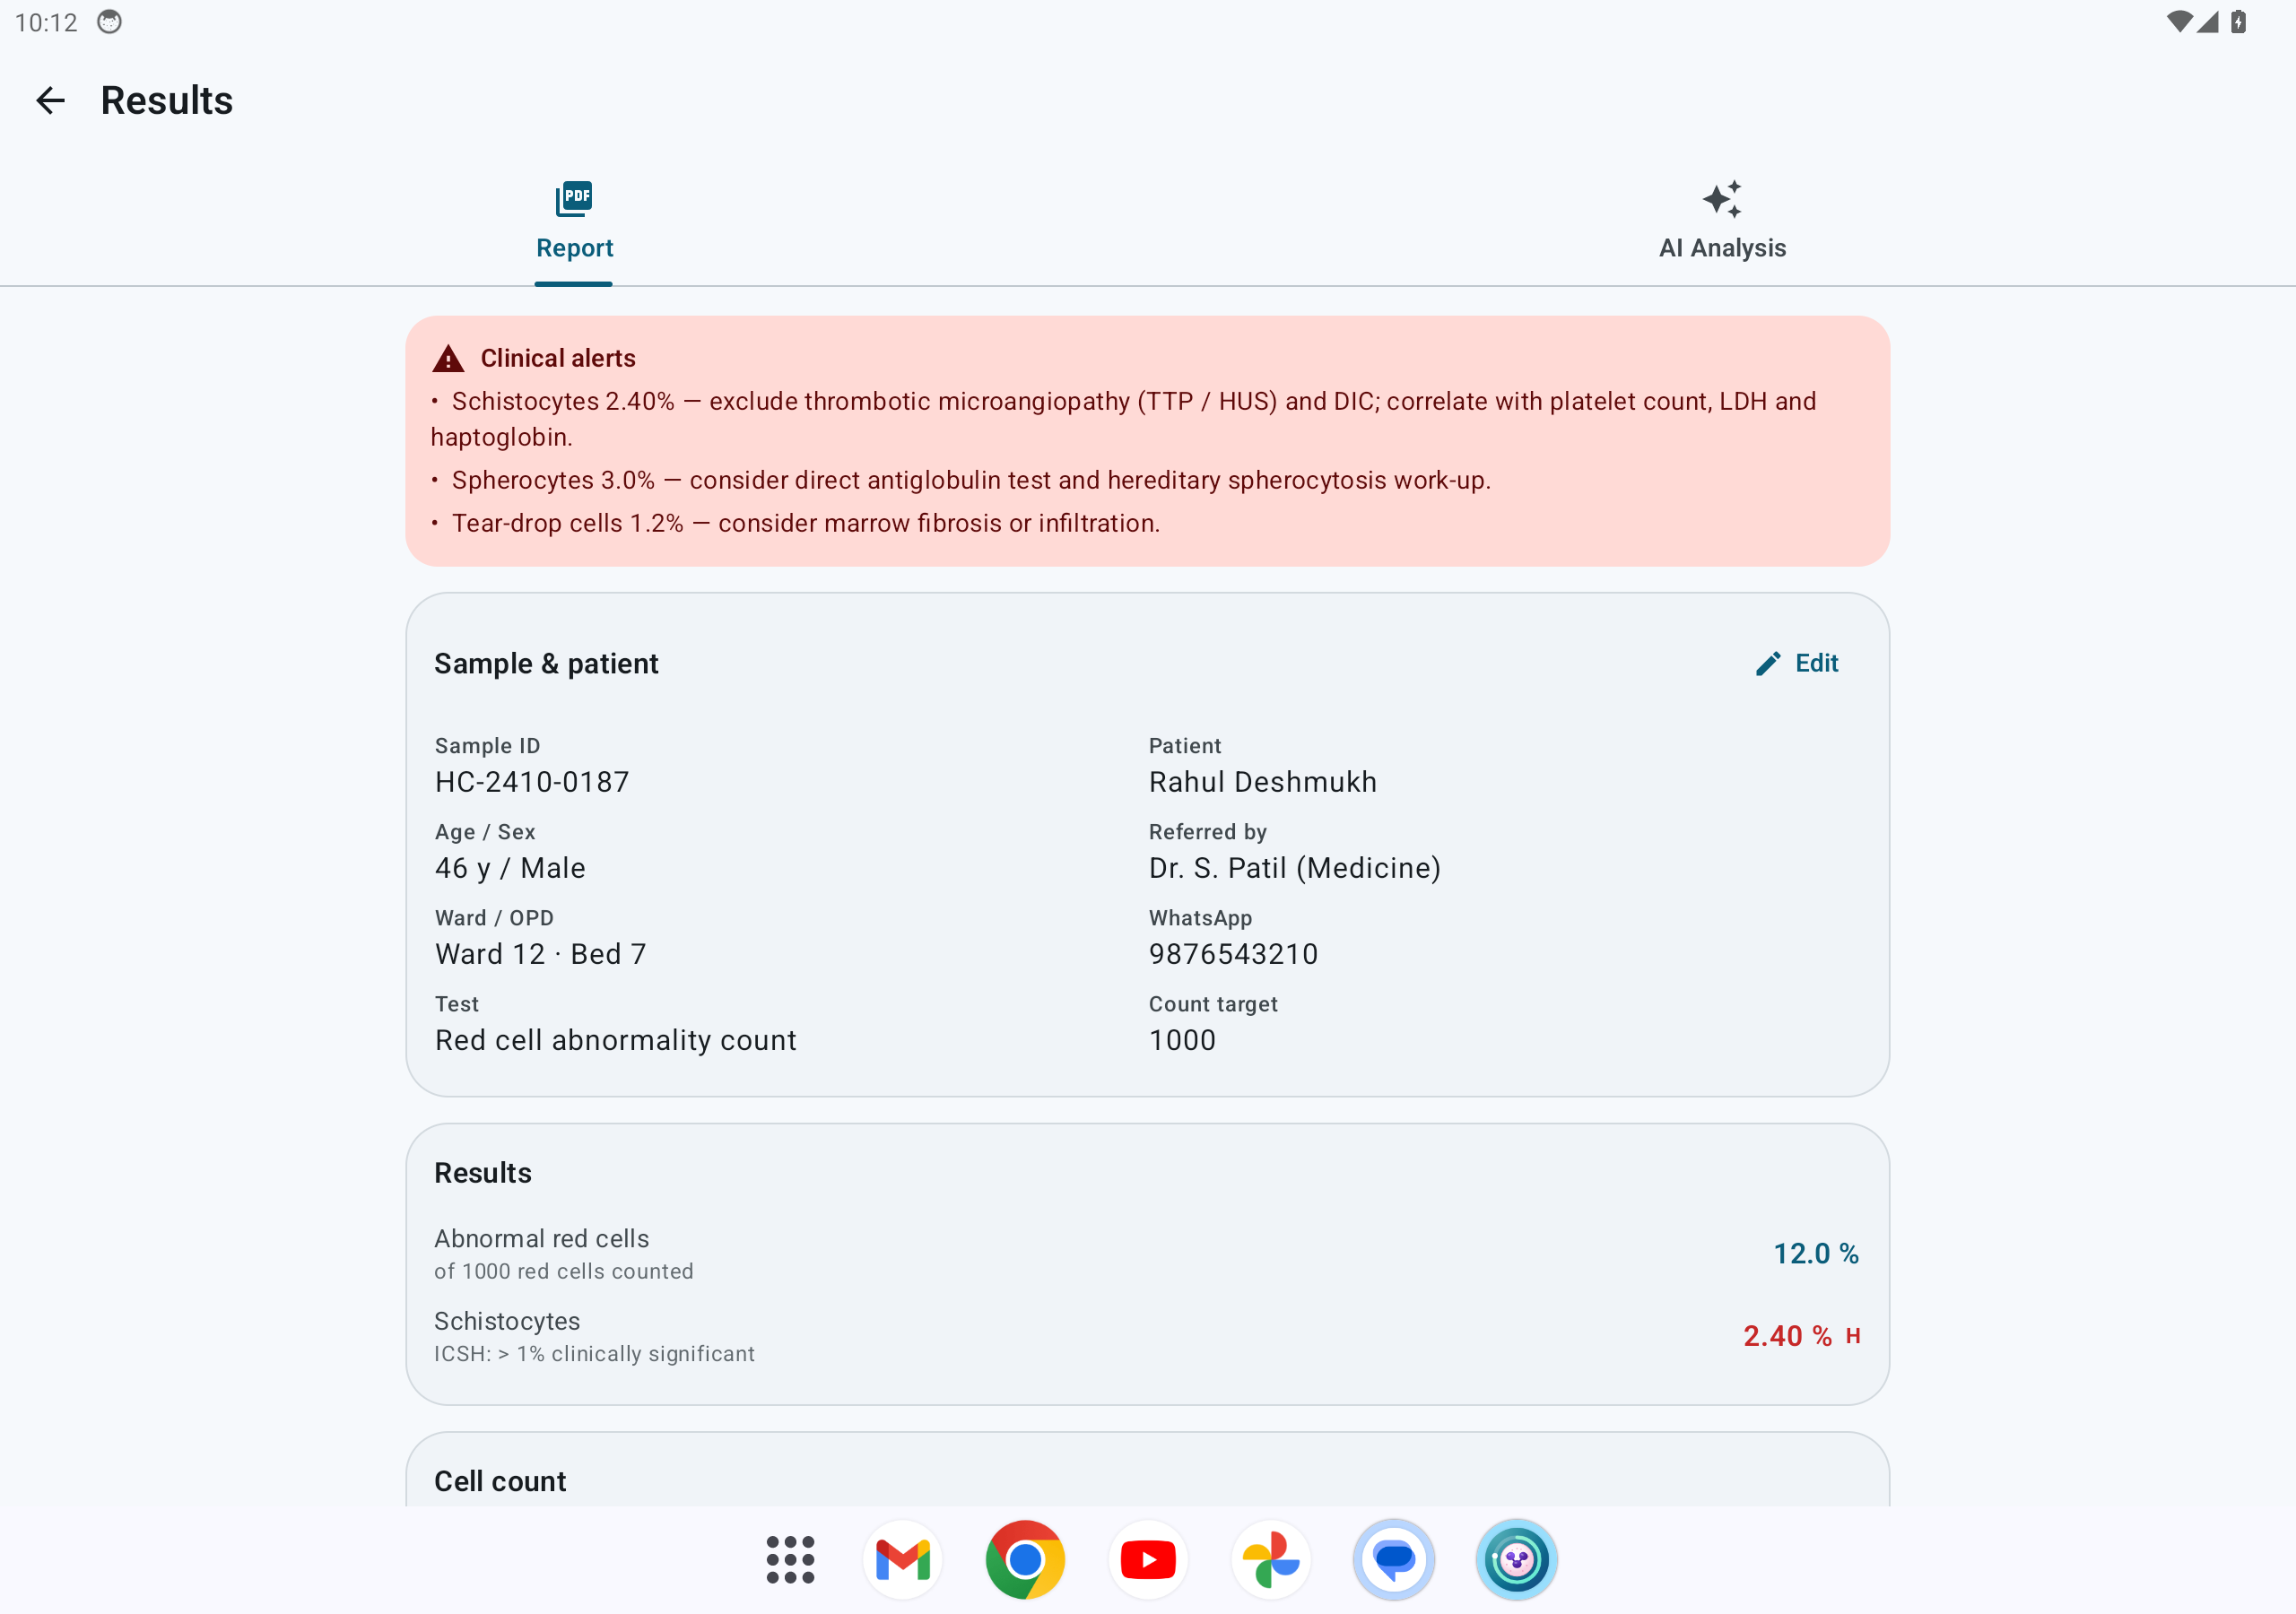 10:12
Results
PDF
Report
AI Analysis
Clinical alerts
• Schistocytes 2.40% — exclude thrombotic microangiopathy (TTP / HUS) and DIC; correlate with platelet count, LDH and
haptoglobin.
• Spherocytes 3.0% — consider direct antiglobulin test and hereditary spherocytosis work-up.
• Tear-drop cells 1.2% — consider marrow fibrosis or infiltration.
Sample & patient
Edit
Sample ID
HC-2410-0187
Patient
Rahul Deshmukh
Age / Sex
46 y / Male
Referred by
Dr. S. Patil (Medicine)
Ward / OPD
Ward 12 · Bed 7
WhatsApp
9876543210
Test
Red cell abnormality count
Count target
1000
Results
Abnormal red cells
of 1000 red cells counted
12.0 %
Schistocytes
ICSH: > 1% clinically significant
2.40 % H
Cell count